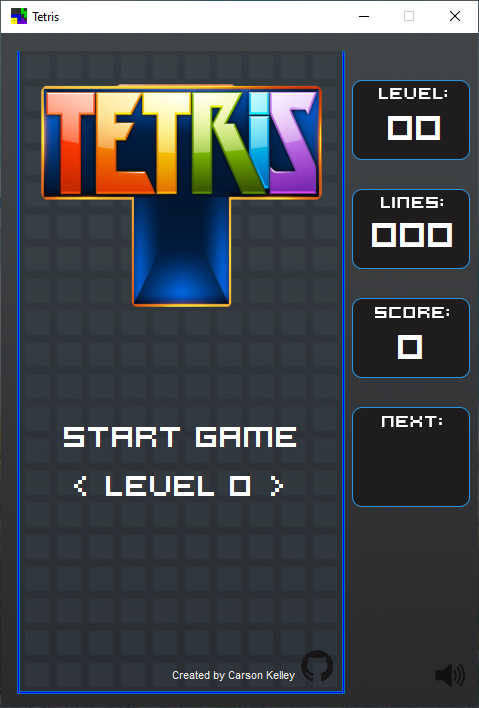 Tetris
TETRIS
LEVEL:
00
LINES:
000
SCORE:
0
NEXT:
START GAME
< LEVEL 0 >
Created by Carson Kelley